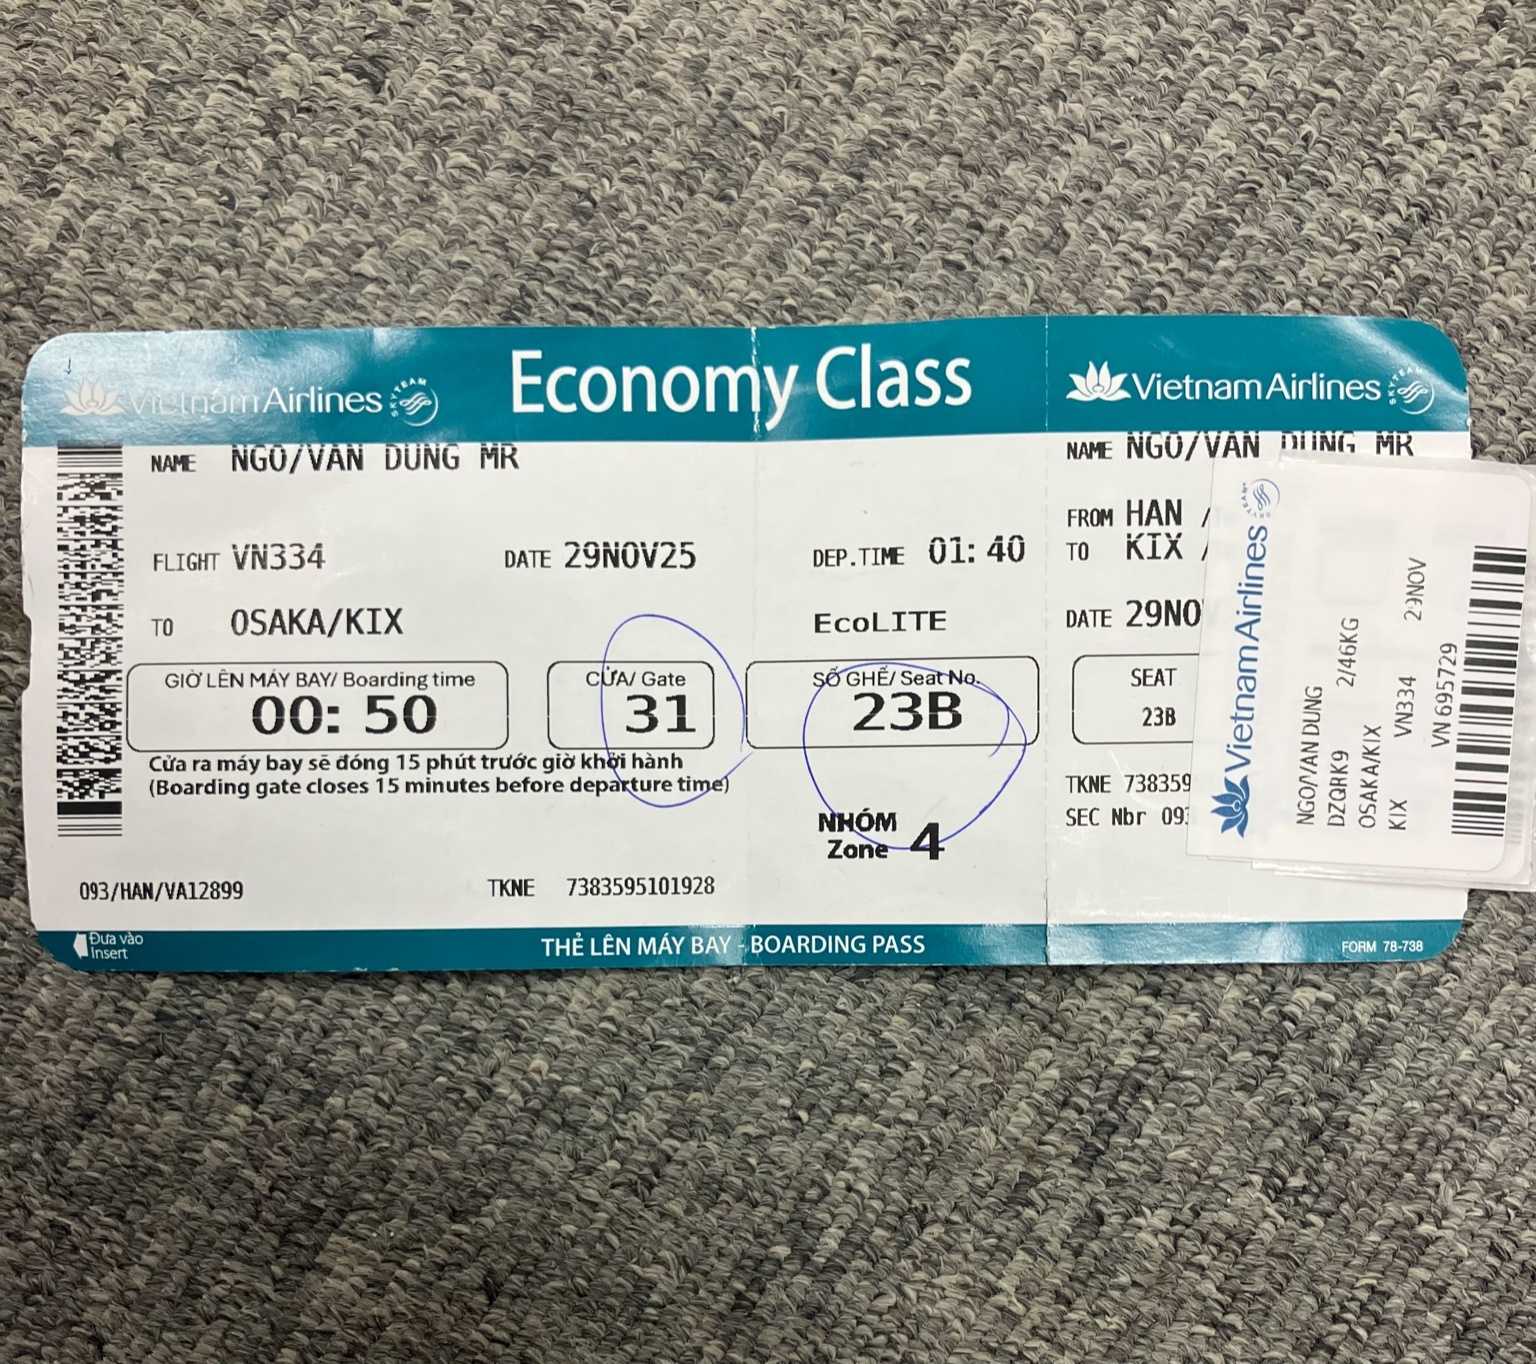 Economy Class
Vietnam Airlines SKYTEAM
Vietnam Airlines SKYTEAM
NAME NGO/VAN DUNG MR
FLIGHT VN334 DATE 29NOV25 DEP.TIME 01:40
TO OSAKA/KIX EcoLITE
GIỜ LÊN MÁY BAY/ Boarding time
00:50
CỬA/ Gate
31
SỐ GHẾ/ Seat No.
23B
Cửa ra máy bay sẽ đóng 15 phút trước giờ khởi hành
(Boarding gate closes 15 minutes before departure time)
NHÓM
Zone 4
093/HAN/VA12899 TKNE 7383595101928
Đưa vào
Insert
THẺ LÊN MÁY BAY - BOARDING PASS
NAME NGO/VAN DUNG MR
FROM HAN /
TO KIX /
DATE 29NO
SEAT
23B
TKNE 738359
SEC Nbr 093
FORM 78-738
Vietnam Airlines SKYTEAM
NGO/VAN DUNG
DZQRK9 2/46KG
OSAKA/KIX
KIX VN334 29NOV
VN 695729